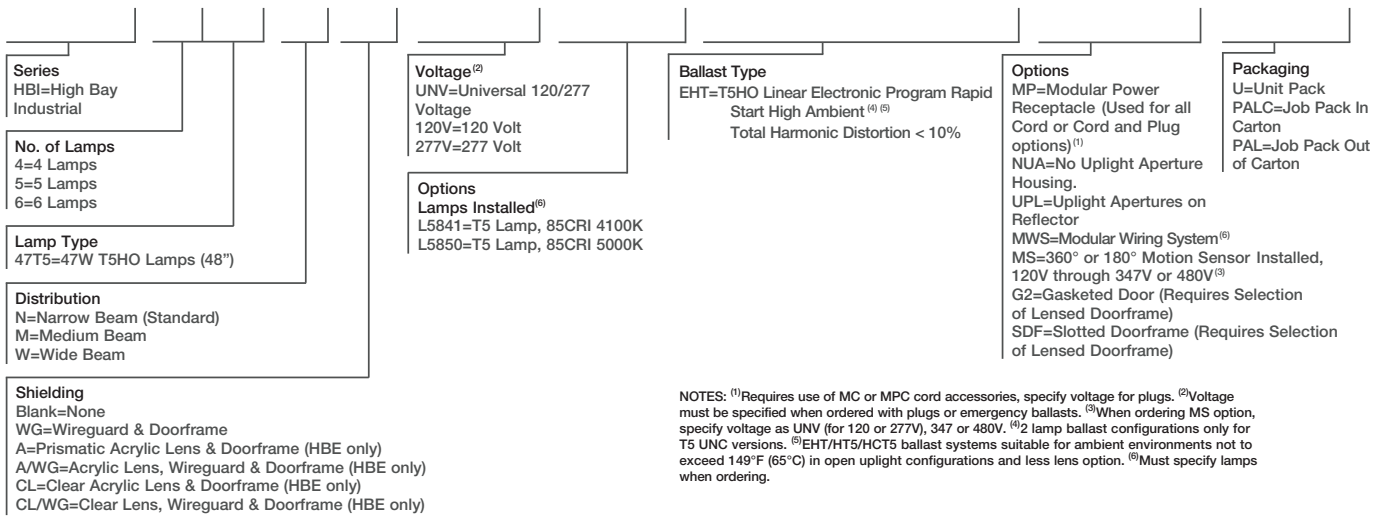 Series
HBI=High Bay
Industrial
No. of Lamps
4=4 Lamps
5=5 Lamps
6=6 Lamps
Lamp Type
47T5=47W T5HO Lamps (48”)
Distribution
N=Narrow Beam (Standard)
M=Medium Beam
W=Wide Beam
Shielding
Blank=None
WG=Wireguard & Doorframe
A=Prismatic Acrylic Lens & Doorframe (HBE only)
A/WG=Acrylic Lens, Wireguard & Doorframe (HBE only)
CL=Clear Acrylic Lens & Doorframe (HBE only)
CL/WG=Clear Lens, Wireguard & Doorframe (HBE only)
Voltage(2)
UNV=Universal 120/277
Voltage
120V=120 Volt
277V=277 Volt
Options
Lamps Installed(6)
L5841=T5 Lamp, 85CRI 4100K
L5850=T5 Lamp, 85CRI 5000K
Ballast Type
EHT=T5HO Linear Electronic Program Rapid
Start High Ambient (4) (5)
Total Harmonic Distortion < 10%
Options
MP=Modular Power
Receptacle (Used for all
Cord or Cord and Plug
options)(1)
NUA=No Uplight Aperture
Housing.
UPL=Uplight Apertures on
Reflector
MWS=Modular Wiring System(6)
MS=360° or 180° Motion Sensor Installed,
120V through 347V or 480V(3)
G2=Gasketed Door (Requires Selection
of Lensed Doorframe)
SDF=Slotted Doorframe (Requires Selection
of Lensed Doorframe)
Packaging
U=Unit Pack
PALC=Job Pack In
Carton
PAL=Job Pack Out
of Carton
NOTES: (1)Requires use of MC or MPC cord accessories, specify voltage for plugs. (2)Voltage
must be specified when ordered with plugs or emergency ballasts. (3)When ordering MS option,
specify voltage as UNV (for 120 or 277V), 347 or 480V. (4)2 lamp ballast configurations only for
T5 UNC versions. (5)EHT/HT5/HCT5 ballast systems suitable for ambient environments not to
exceed 149°F (65°C) in open uplight configurations and less lens option. (6)Must specify lamps
when ordering.